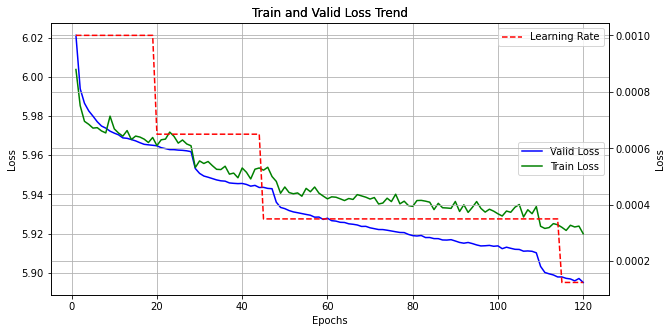 Train and Valid Loss Trend
Learning Rate
Valid Loss
Train Loss
Loss
6.02
6.00
5.98
5.96
5.94
5.92
5.90
0.0010
0.0008
0.0006
0.0004
0.0002
Loss
0
20
40
60
80
100
120
Epochs